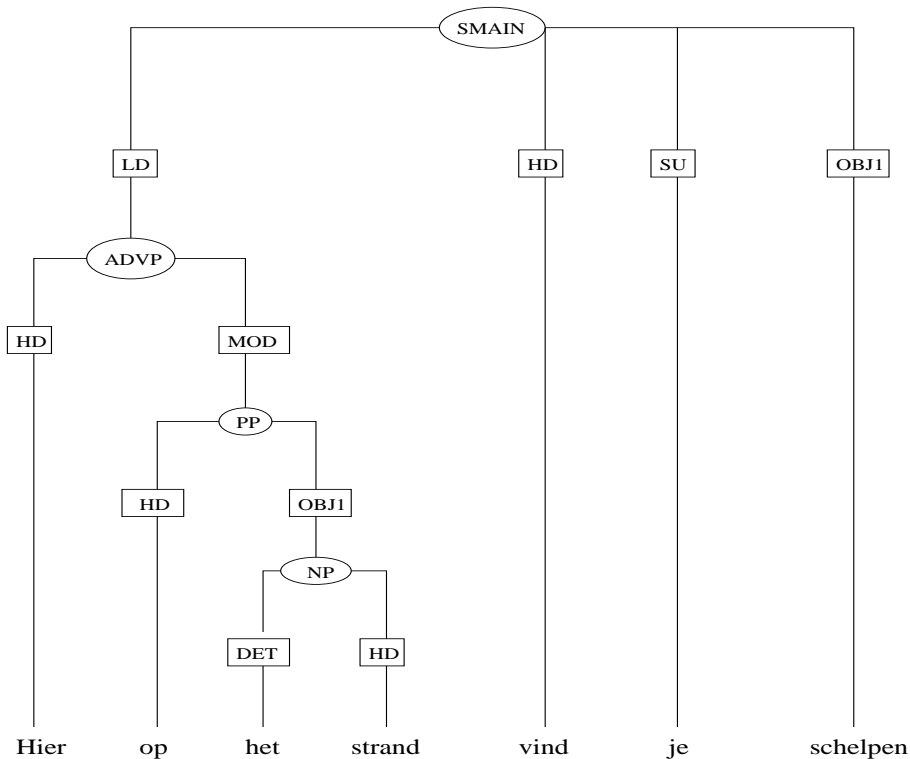 SMAIN
LD HD SU OBJ1
ADVP
HD MOD
PP
HD OBJ1
NP
DET HD
Hier op het strand vind je schelpen